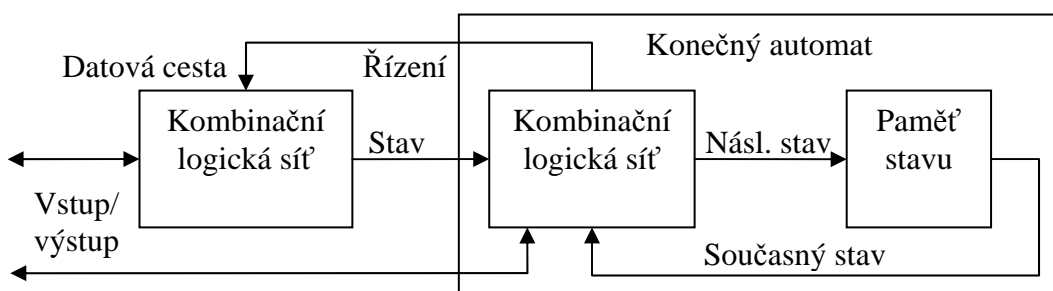 Konečný automat
Datová cesta
Řízení
Kombinační
logická síť
Stav
Kombinační
logická síť
Násl. stav
Paměť
stavu
Vstup/
výstup
Současný stav